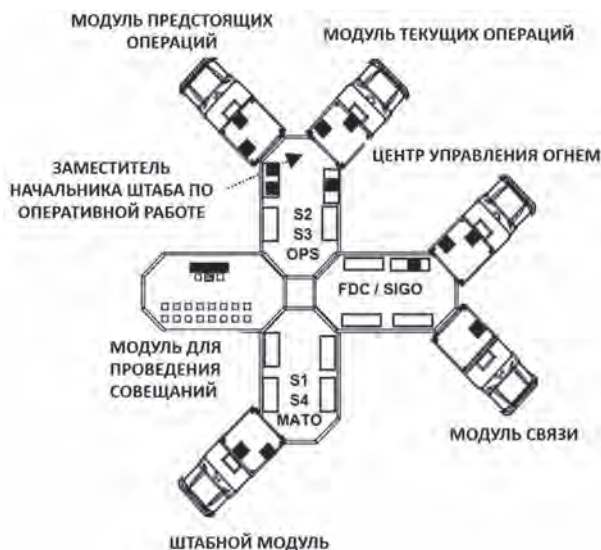 МОДУЛЬ ПРЕДСТОЯЩИХ
ОПЕРАЦИЙ
МОДУЛЬ ТЕКУЩИХ ОПЕРАЦИЙ
ЦЕНТР УПРАВЛЕНИЯ ОГНЕМ
ЗАМЕСТИТЕЛЬ
НАЧАЛЬНИКА ШТАБА ПО
ОПЕРАТИВНОЙ РАБОТЕ
S2
S3
OPS
FDC / SIGO
МОДУЛЬ ДЛЯ
ПРОВЕДЕНИЯ
СОВЕЩАНИЙ
S1
S4
МАТО
МОДУЛЬ СВЯЗИ
ШТАБНОЙ МОДУЛЬ